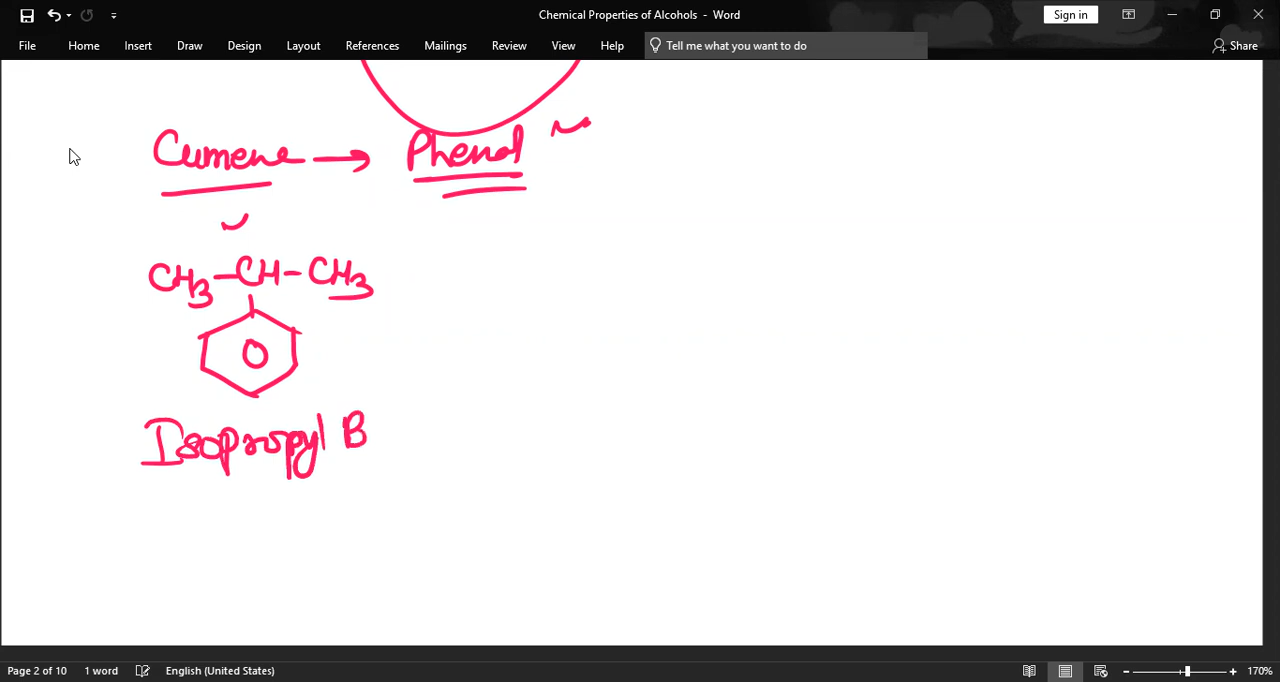 Chemical Properties of Alcohols - Word
Sign in
File Home Insert Draw Design Layout References Mailings Review View Help Tell me what you want to do Share
Cumene → Phenol
CH3-CH-CH3
Isopropyl B
Page 2 of 10 1 word English (United States) 170%